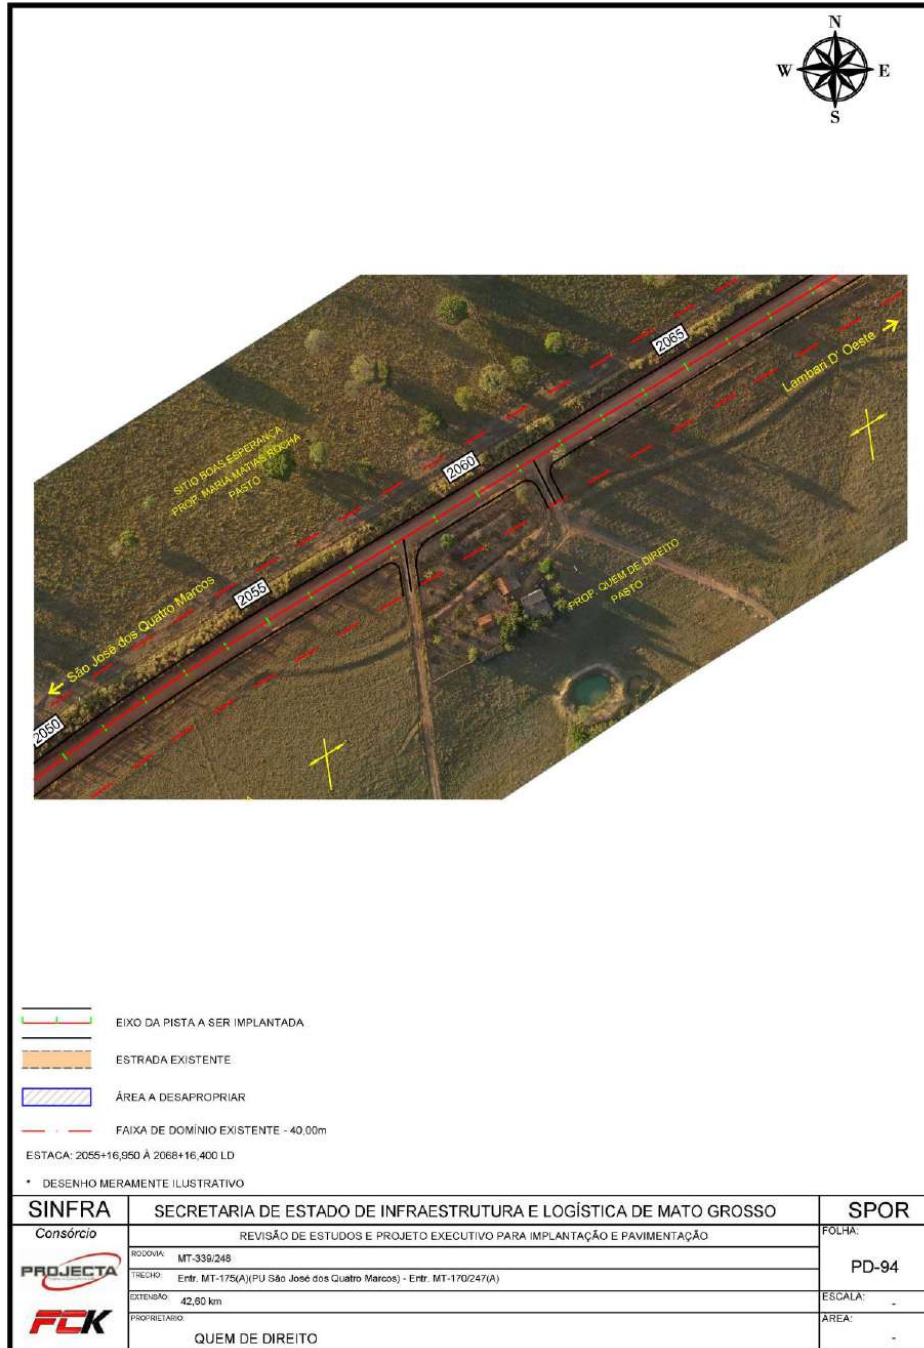 N
W E
S
2065
Lambari D' Oeste
SITIO BOAS ESPERANÇA
PROP. MARIA MATIAS ROCHA
PASTO
2060
2055
São José dos Quatro Marcos
PROP. QUEM DE DIREITO
PASTO
2050
EIXO DA PISTA A SER IMPLANTADA
ESTRADA EXISTENTE
ÁREA A DESAPROPRIAR
FAIXA DE DOMÍNIO EXISTENTE - 40,00m
ESTACA: 2055+16,950 À 2068+16,400 LD
* DESENHO MERAMENTE ILUSTRATIVO
SINFRA
SECRETARIA DE ESTADO DE INFRAESTRUTURA E LOGÍSTICA DE MATO GROSSO
SPOR
Consórcio
REVISÃO DE ESTUDOS E PROJETO EXECUTIVO PARA IMPLANTAÇÃO E PAVIMENTAÇÃO
FOLHA:
PD-94
PROJECTA
RODOVIA: MT-339/248
TRECHO: Entr. MT-175(A)(PU São José dos Quatro Marcos) - Entr. MT-170/247(A)
EXTENSÃO: 42,60 km
ESCALA: -
FCK
PROPRIETÁRIO:
QUEM DE DIREITO
ÁREA:
-